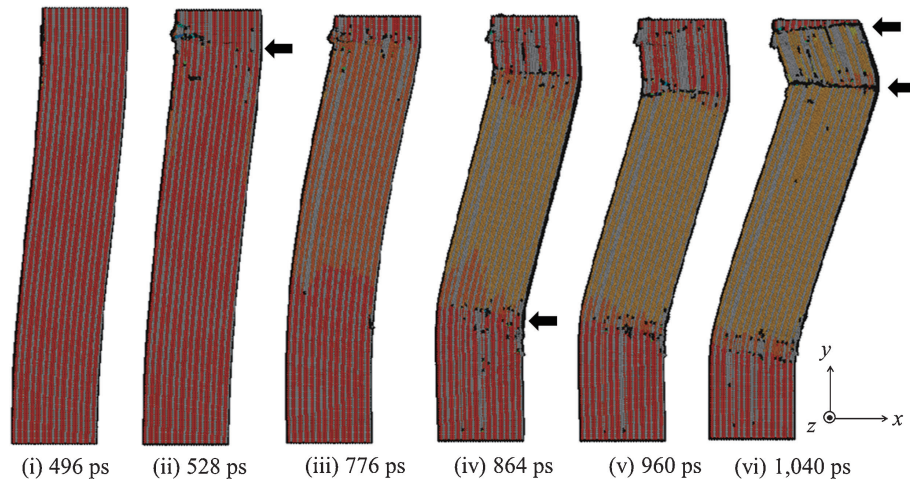 y
z
x
(i) 496 ps
(ii) 528 ps
(iii) 776 ps
(iv) 864 ps
(v) 960 ps
(vi) 1,040 ps